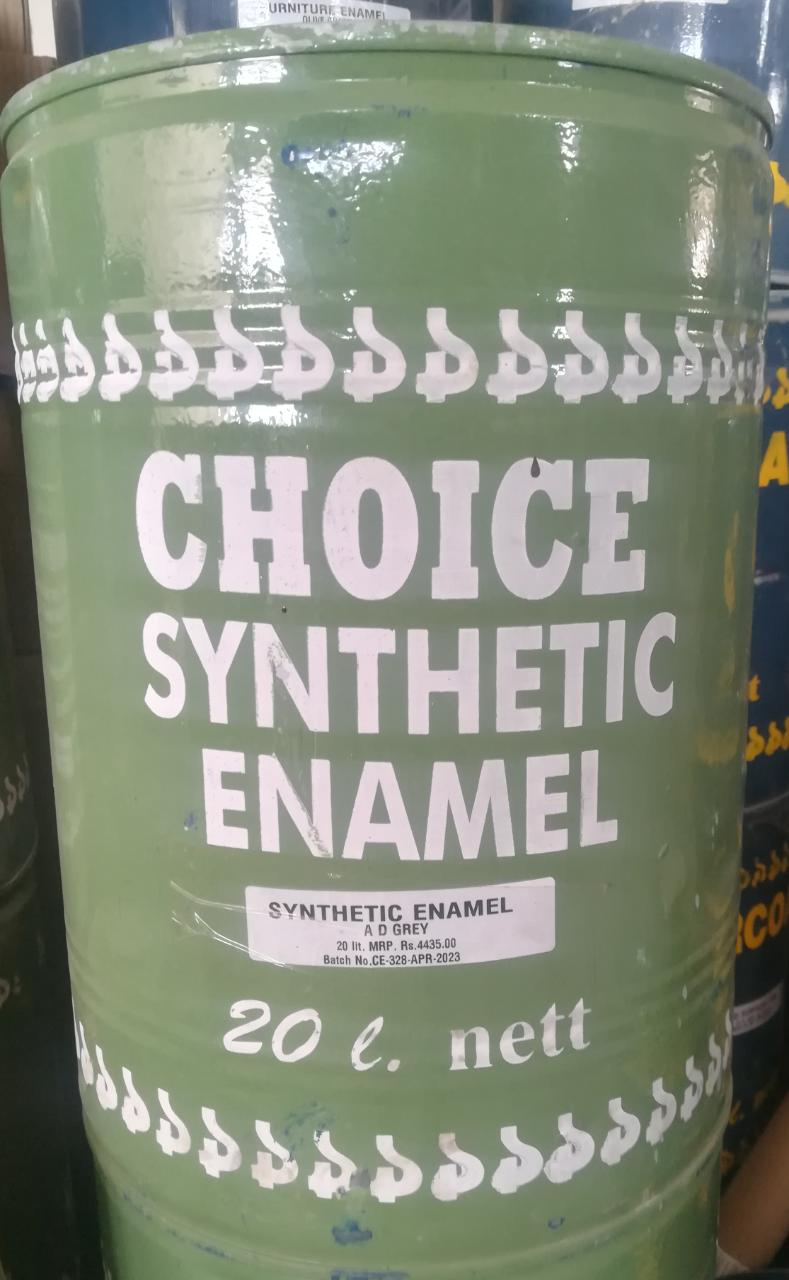 URNITURE ENAMEL
CHOICE
SYNTHETIC
ENAMEL
SYNTHETIC ENAMEL
A D GREY
20 lit. MRP. Rs.4435.00
Batch No.CE-328-APR-2023
20 l. nett